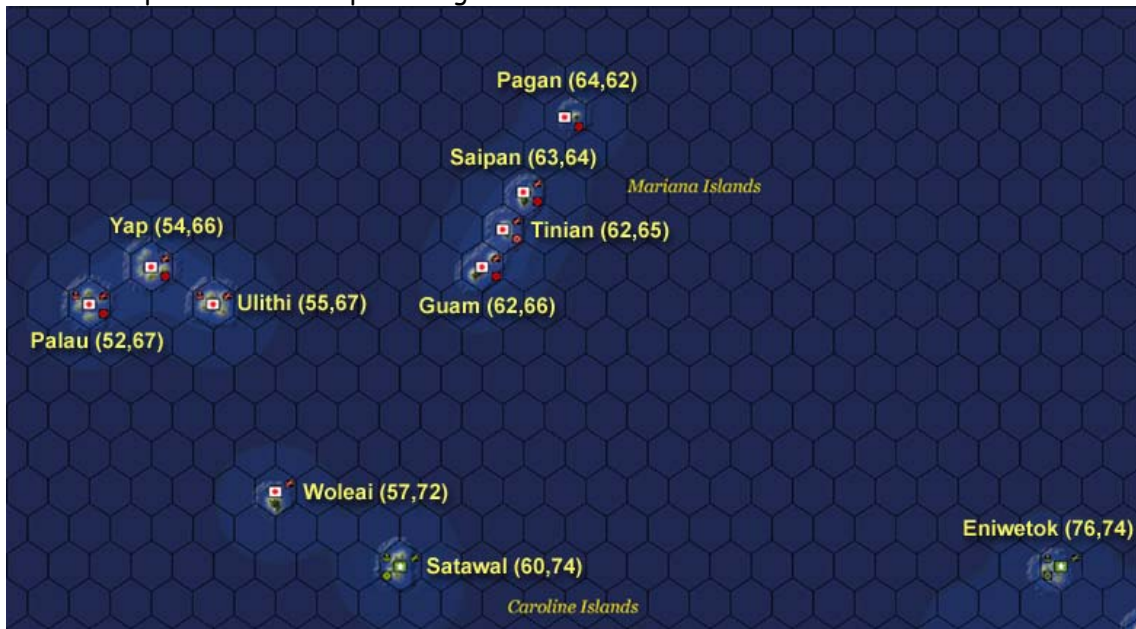 Pagan (64,62)
Saipan (63,64)
Mariana Islands
Yap (54,66)
Tinian (62,65)
Ulithi (55,67)
Guam (62,66)
Palau (52,67)
Woleai (57,72)
Eniwetok (76,74)
Satawal (60,74)
Caroline Islands